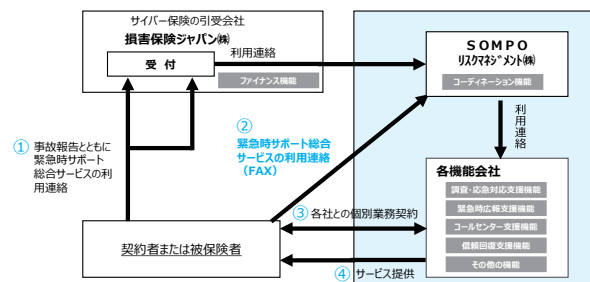 サイバー保険の引受会社
損害保険ジャパン㈱
受 付
利用連絡
ファイナンス機能
SOMPO
リスクマネジメント㈱
コーディネーション機能
① 事故報告とともに
緊急時サポート
総合サービスの利
用連絡
②
緊急時サポート総合
サービスの利用連絡
(FAX)
利用連絡
各機能会社
調査・応急対応支援機能
緊急時広報支援機能
コールセンター支援機能
信頼回復支援機能
その他の機能
③ 各社との個別業務契約
契約者または被保険者
④ サービス提供